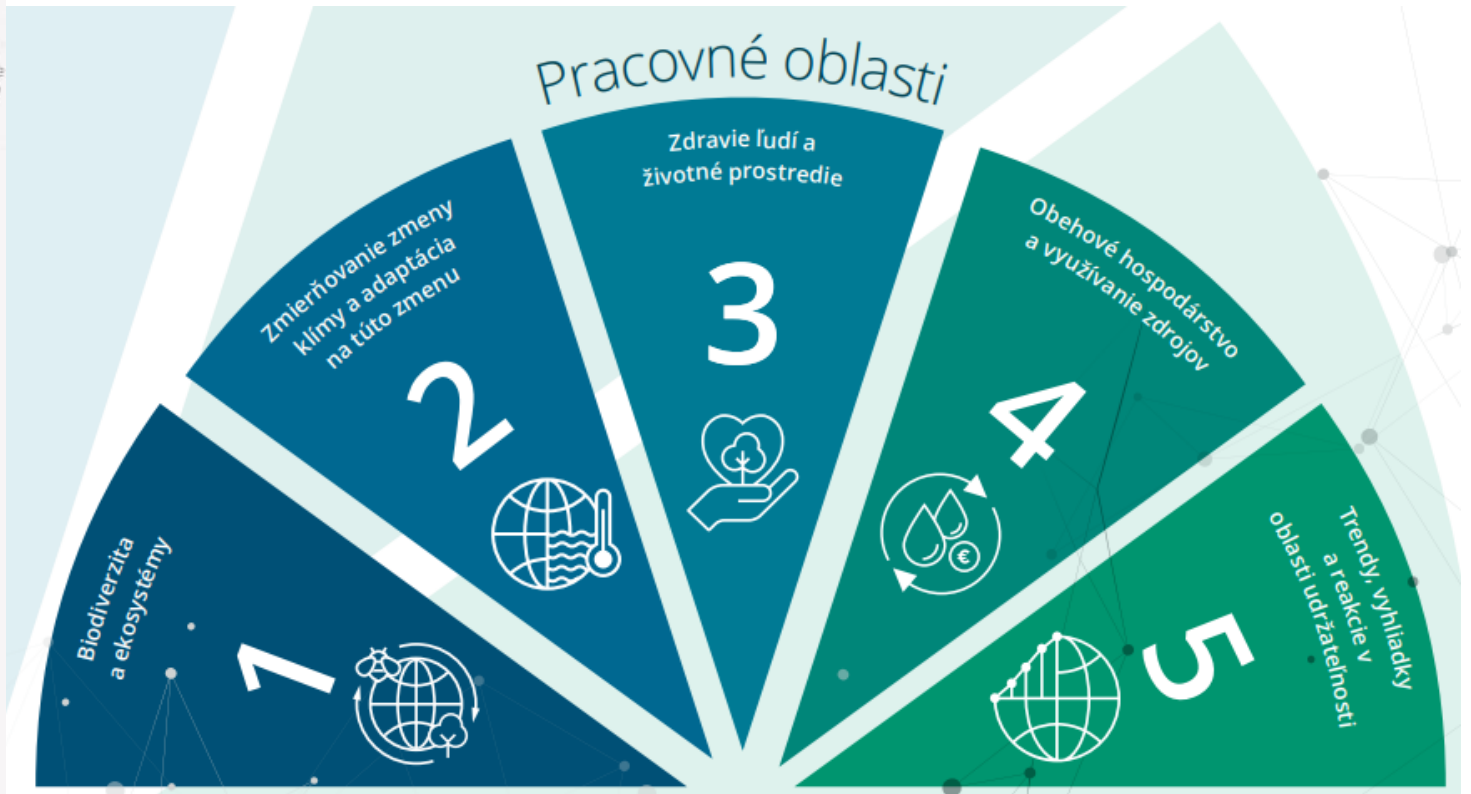 Pracovné oblasti
Biodiverzita
a ekosystémy
1
Zmierňovanie zmeny
klímy a adaptácia
na túto zmenu
2
Zdravie ľudí a
životné prostredie
3
Obehové hospodárstvo
a využívanie zdrojov
4
€
Trendy, vyhliadky
a reakcie v
oblasti udržateľnosti
5